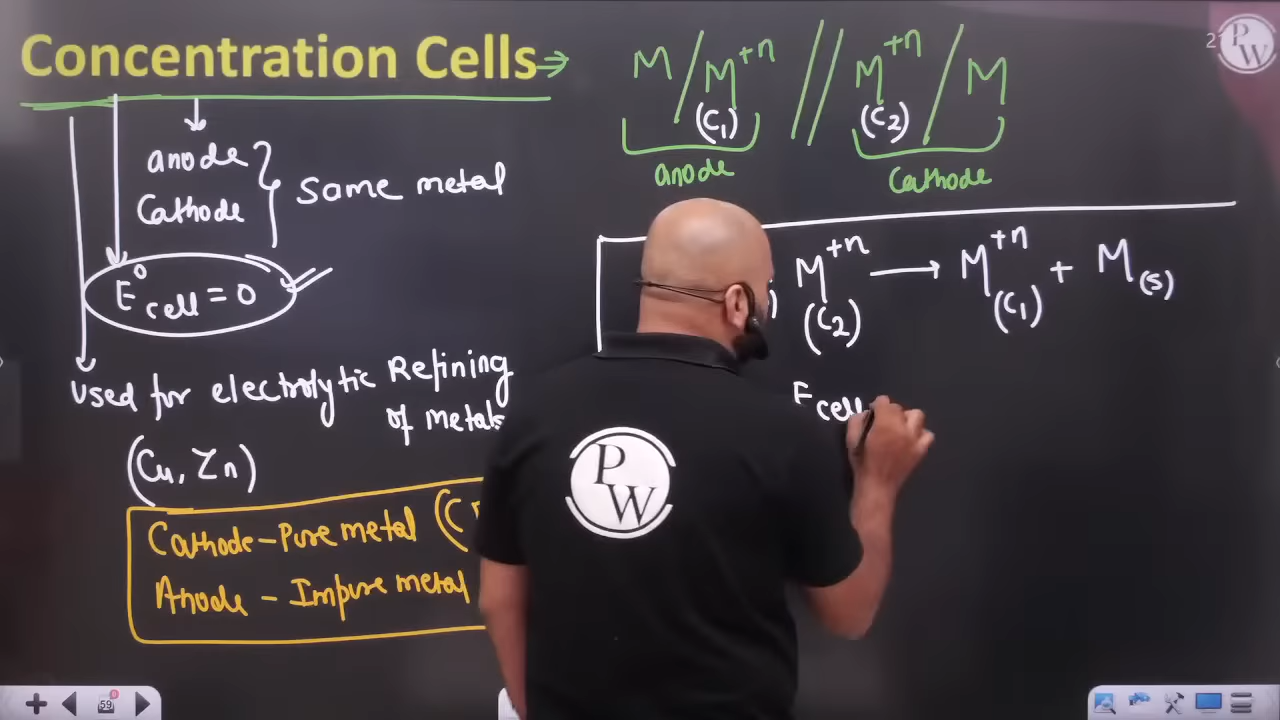 Concentration Cells →
M / M⁺ⁿ // M⁺ⁿ / M
(C1) (C2)
anode Cathode
anode
Cathode
Same metal
E°cell = 0
M⁺ⁿ → M⁺ⁿ + M(s)
(C2) (C1)
used for electrolytic Refining
of metals
(Cu, Zn)
Ecell
Cathode - Pure metal
Anode - Impure metal
P
W
PW
59